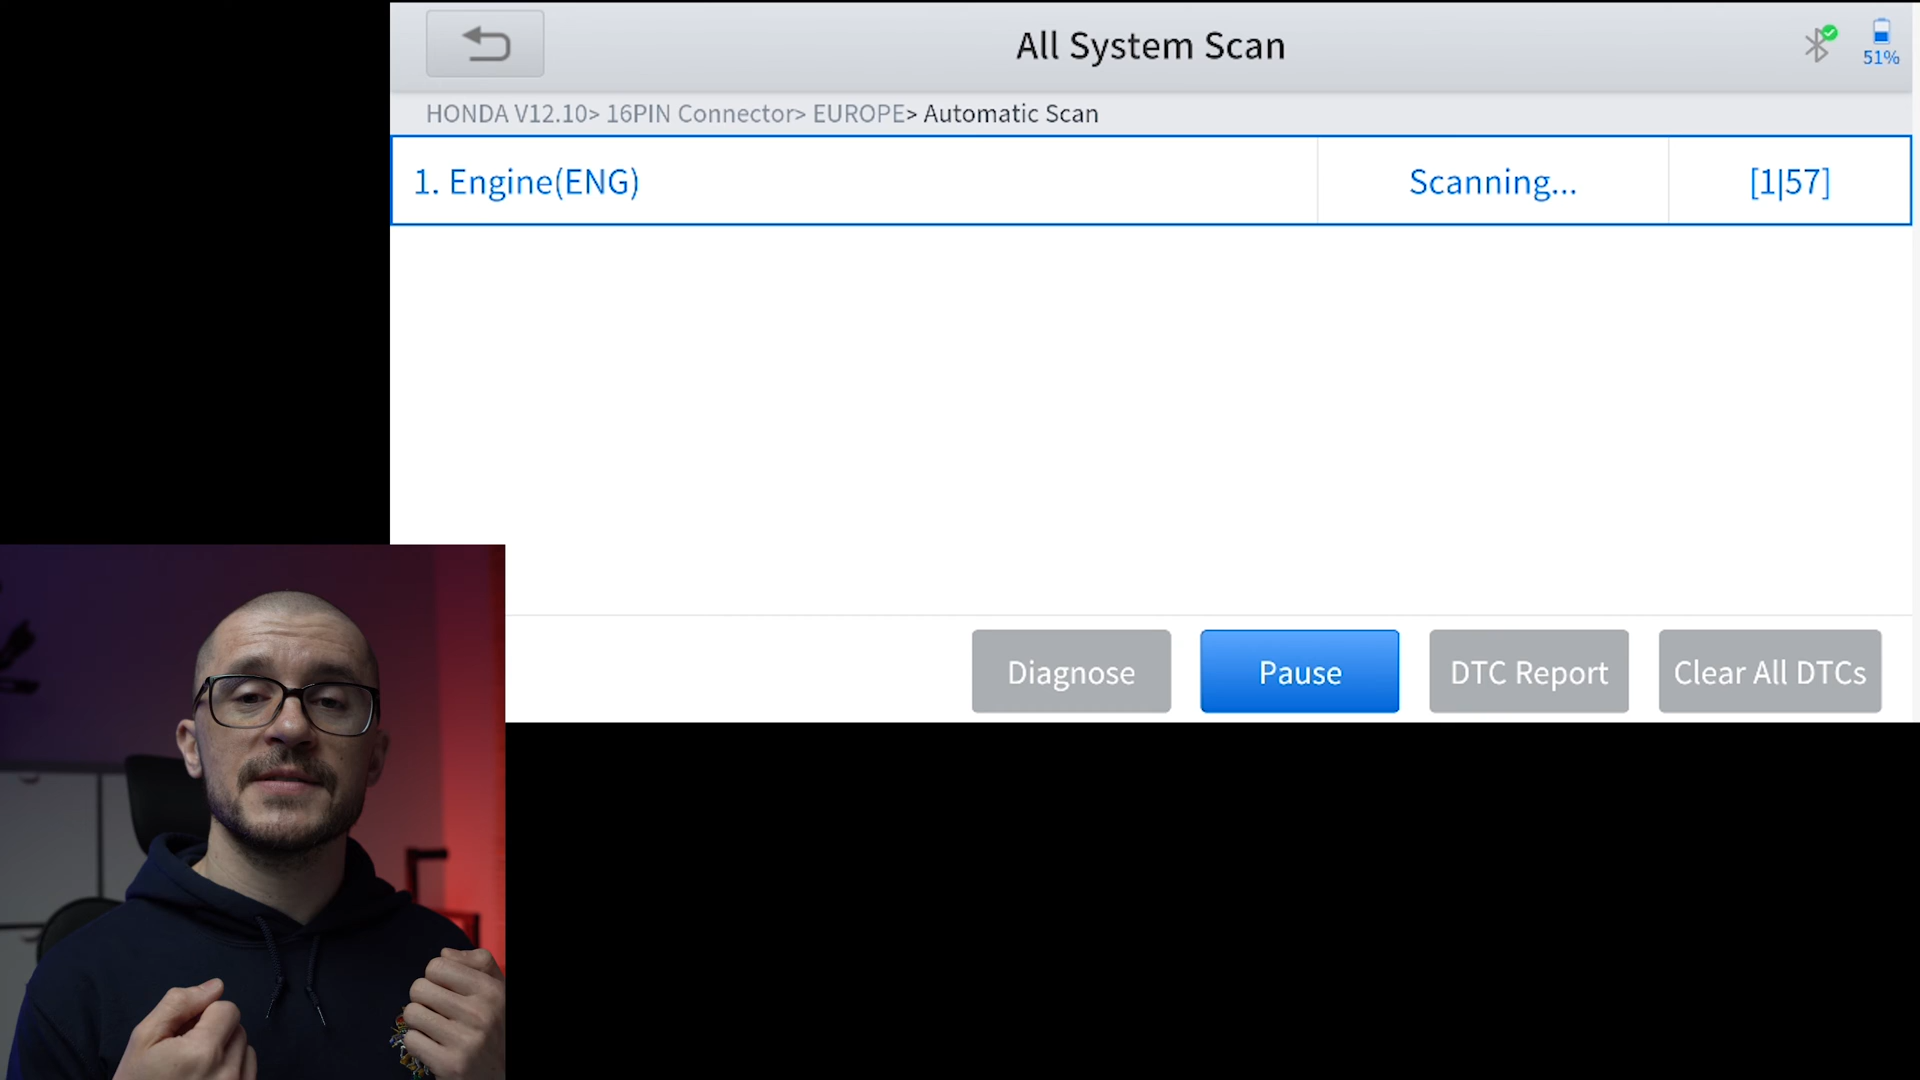 All System Scan
51%
HONDA V12.10> 16PIN Connector> EUROPE> Automatic Scan
1. Engine(ENG) Scanning... [1|57]
Diagnose Pause DTC Report Clear All DTCs